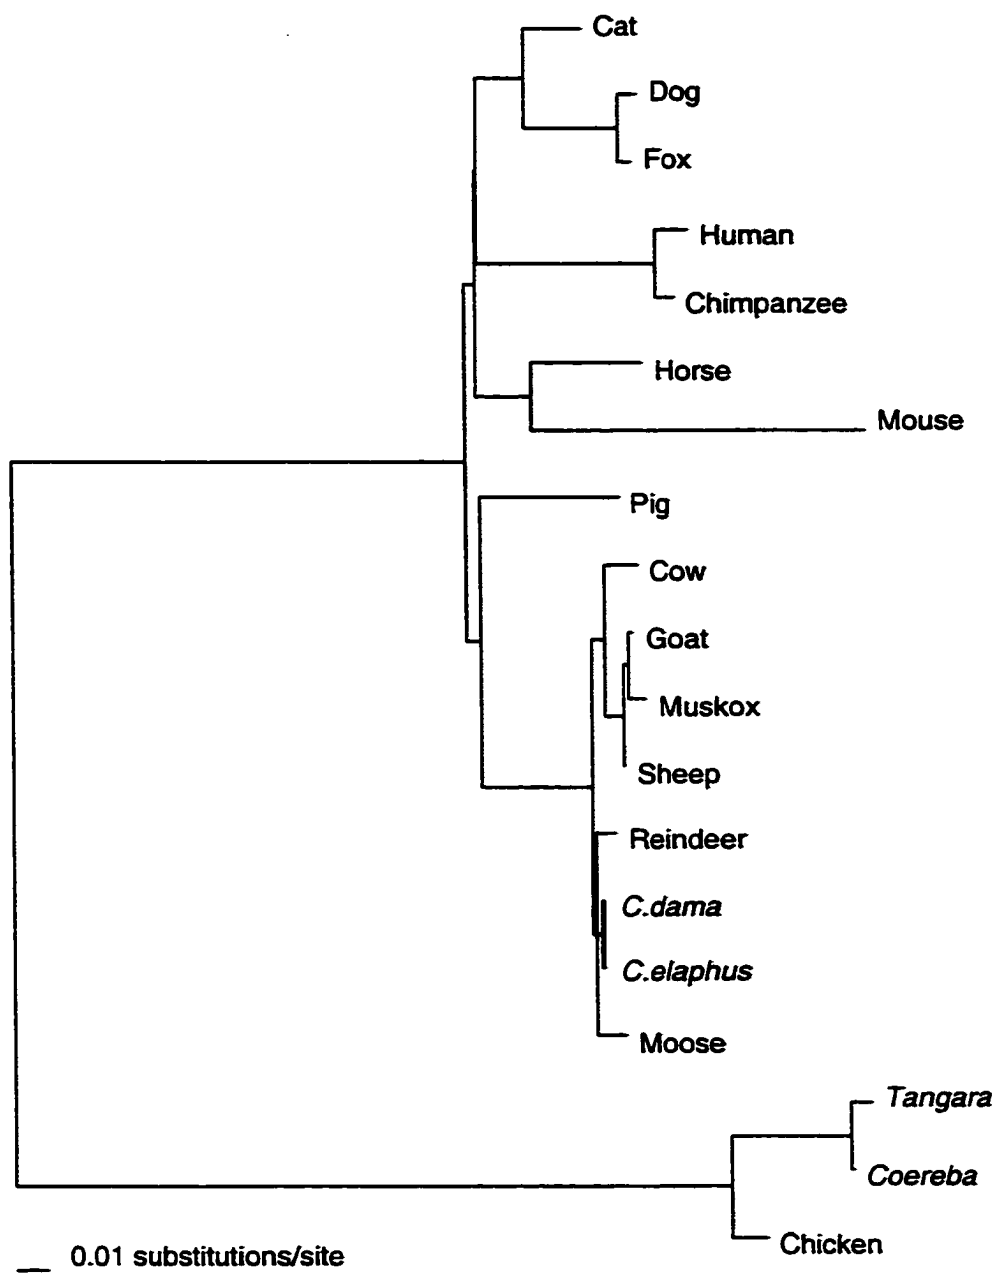 Cat
Dog
Fox
Human
Chimpanzee
Horse
Mouse
Pig
Cow
Goat
Muskox
Sheep
Reindeer
C.dama
C.elaphus
Moose
Tangara
Coereba
Chicken
0.01 substitutions/site